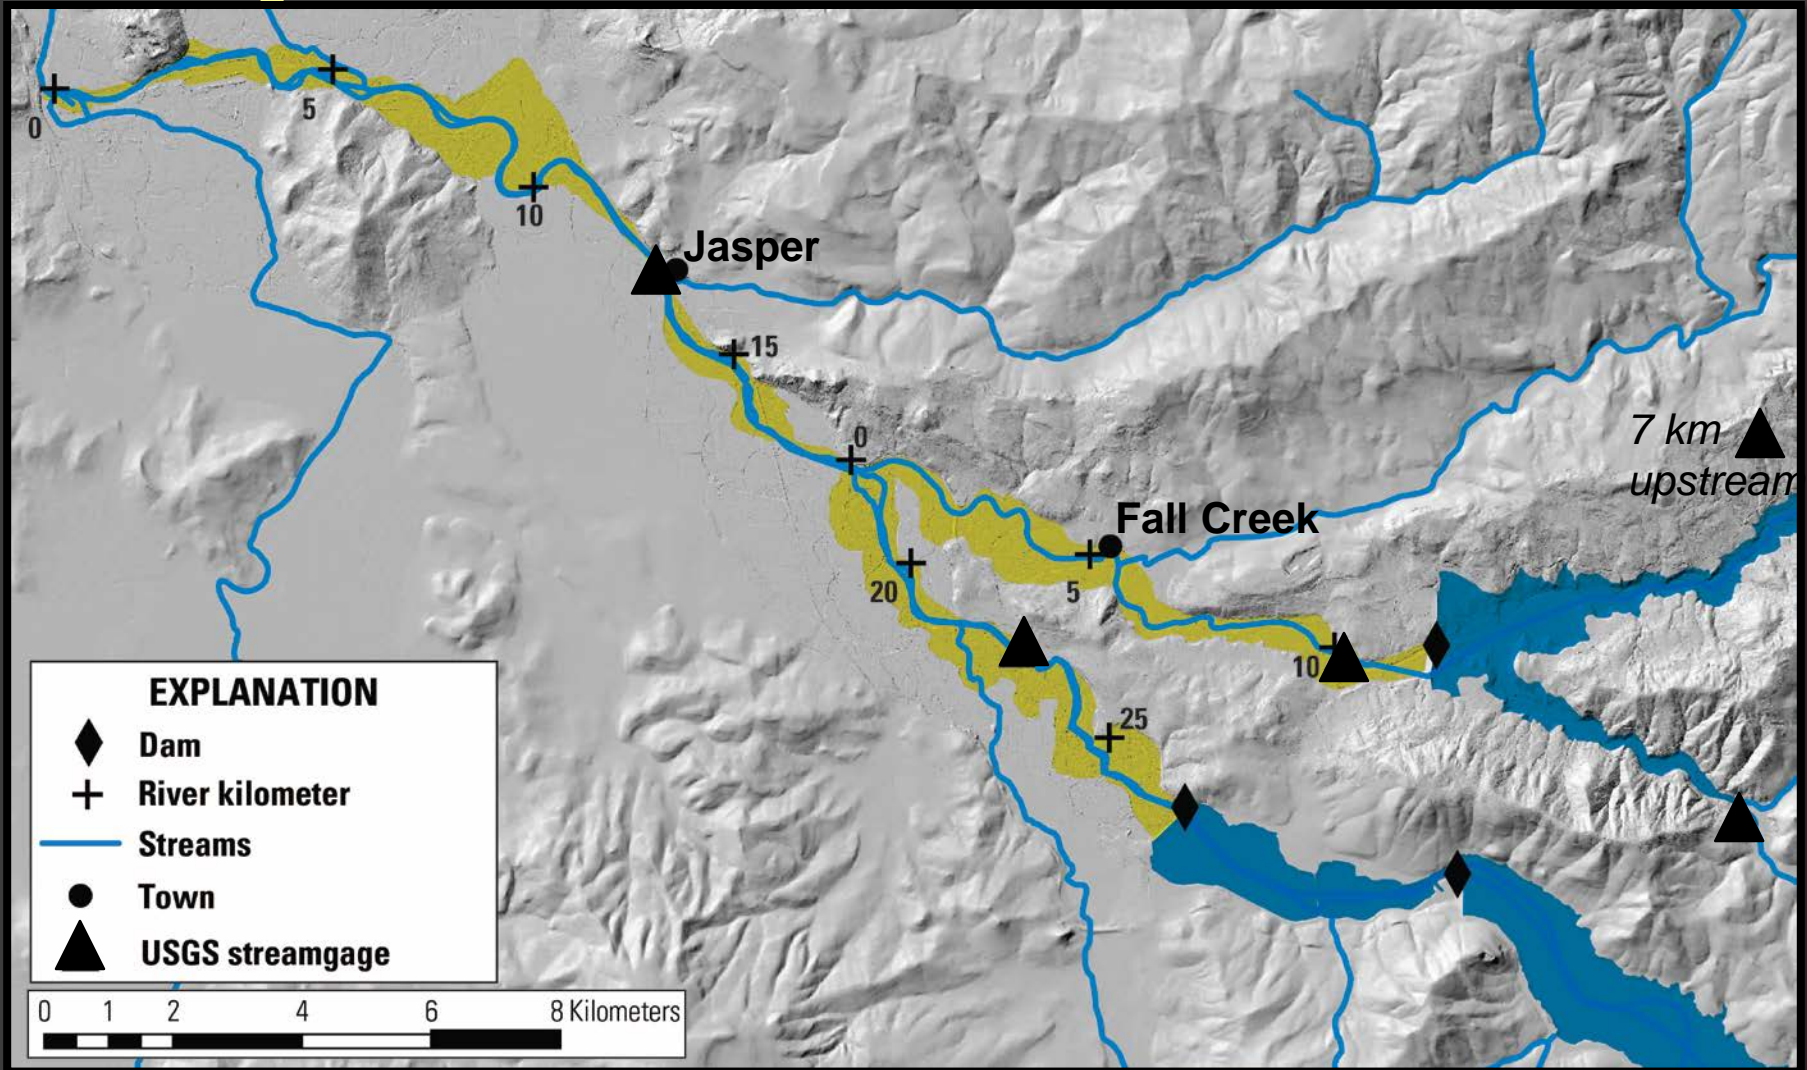 0
5
10
Jasper
15
0
7 km
upstream
Fall Creek
5
20
10
25
EXPLANATION
Dam
River kilometer
Streams
Town
USGS streamgage
0 1 2 4 6 8 Kilometers